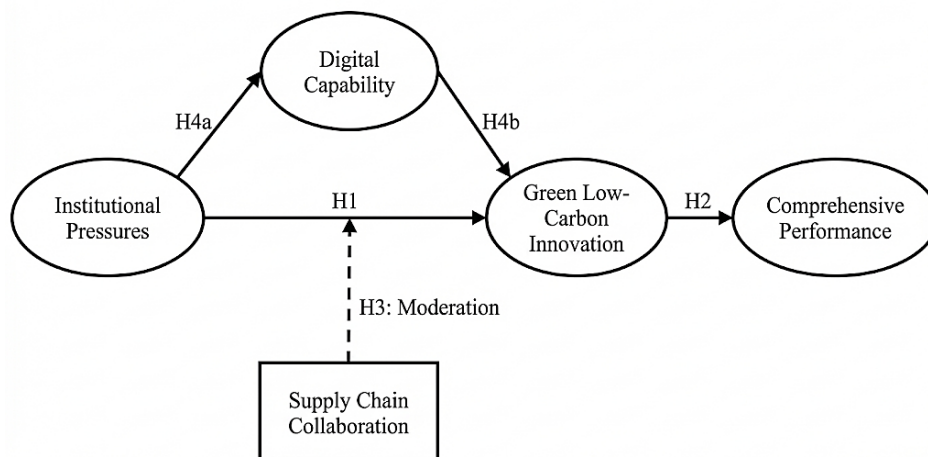 Digital
Capability
H4a
H4b
Institutional
Pressures
H1
Green Low-
Carbon
Innovation
H2
Comprehensive
Performance
H3: Moderation
Supply Chain
Collaboration